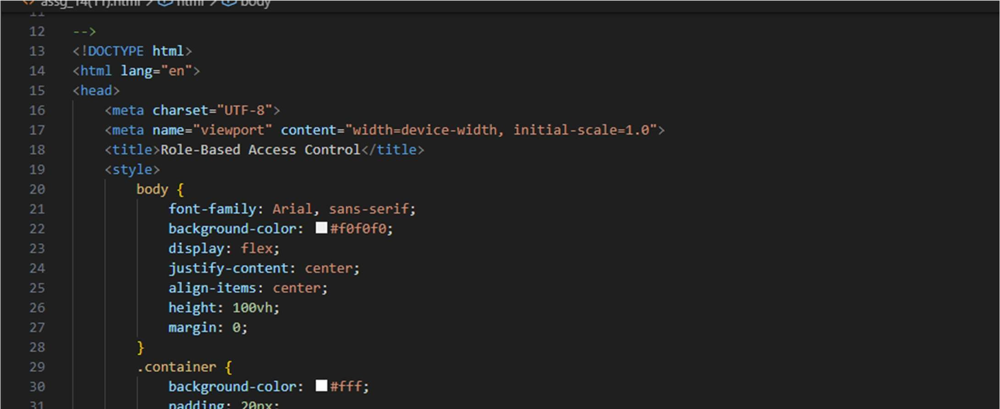 assg_14(11).html > html > body
11
12 -->
13 <!DOCTYPE html>
14 <html lang="en">
15 <head>
16     <meta charset="UTF-8">
17     <meta name="viewport" content="width=device-width, initial-scale=1.0">
18     <title>Role-Based Access Control</title>
19     <style>
20         body {
21             font-family: Arial, sans-serif;
22             background-color: #f0f0f0;
23             display: flex;
24             justify-content: center;
25             align-items: center;
26             height: 100vh;
27             margin: 0;
28         }
29         .container {
30             background-color: #fff;
31             padding: 20px;